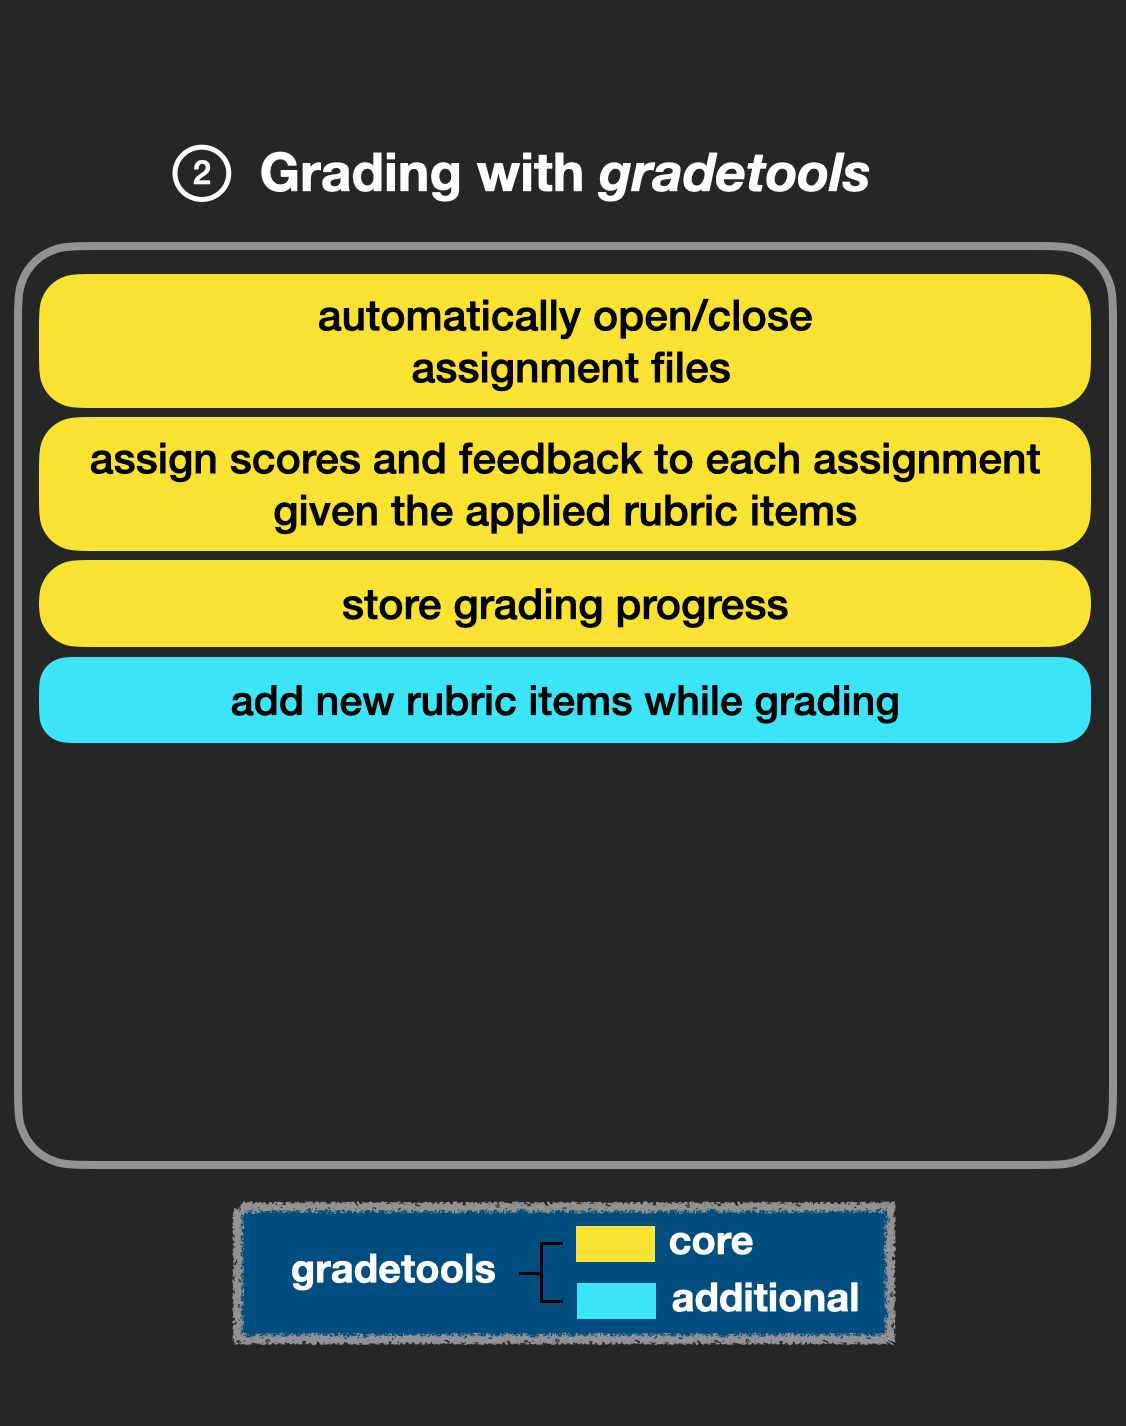 2 Grading with gradetools
automatically open/close
assignment files
assign scores and feedback to each assignment
given the applied rubric items
store grading progress
add new rubric items while grading
gradetools
core
additional